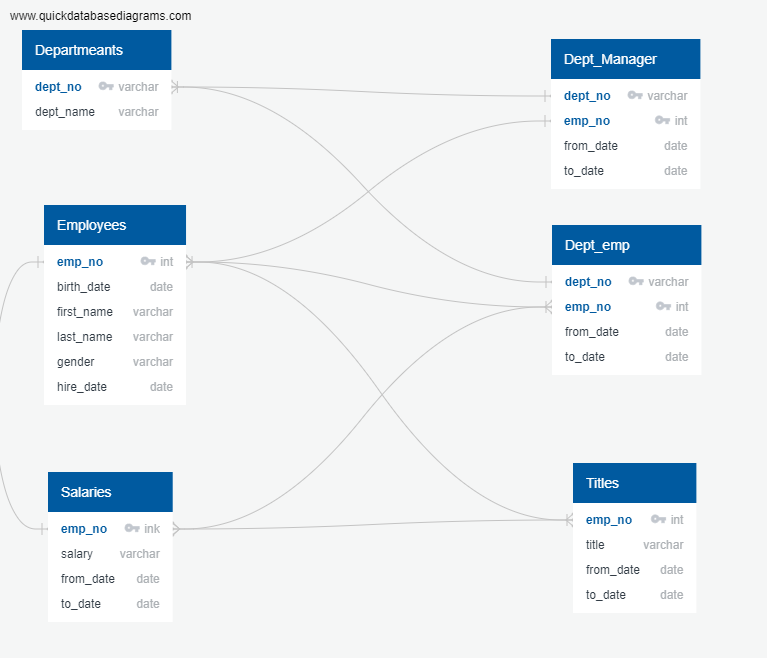 www.quickdatabasediagrams.com
Departmeants
dept_no varchar
dept_name varchar
Dept_Manager
dept_no varchar
emp_no int
from_date date
to_date date
Employees
emp_no int
birth_date date
first_name varchar
last_name varchar
gender varchar
hire_date date
Dept_emp
dept_no varchar
emp_no int
from_date date
to_date date
Salaries
emp_no ink
salary varchar
from_date date
to_date date
Titles
emp_no int
title varchar
from_date date
to_date date